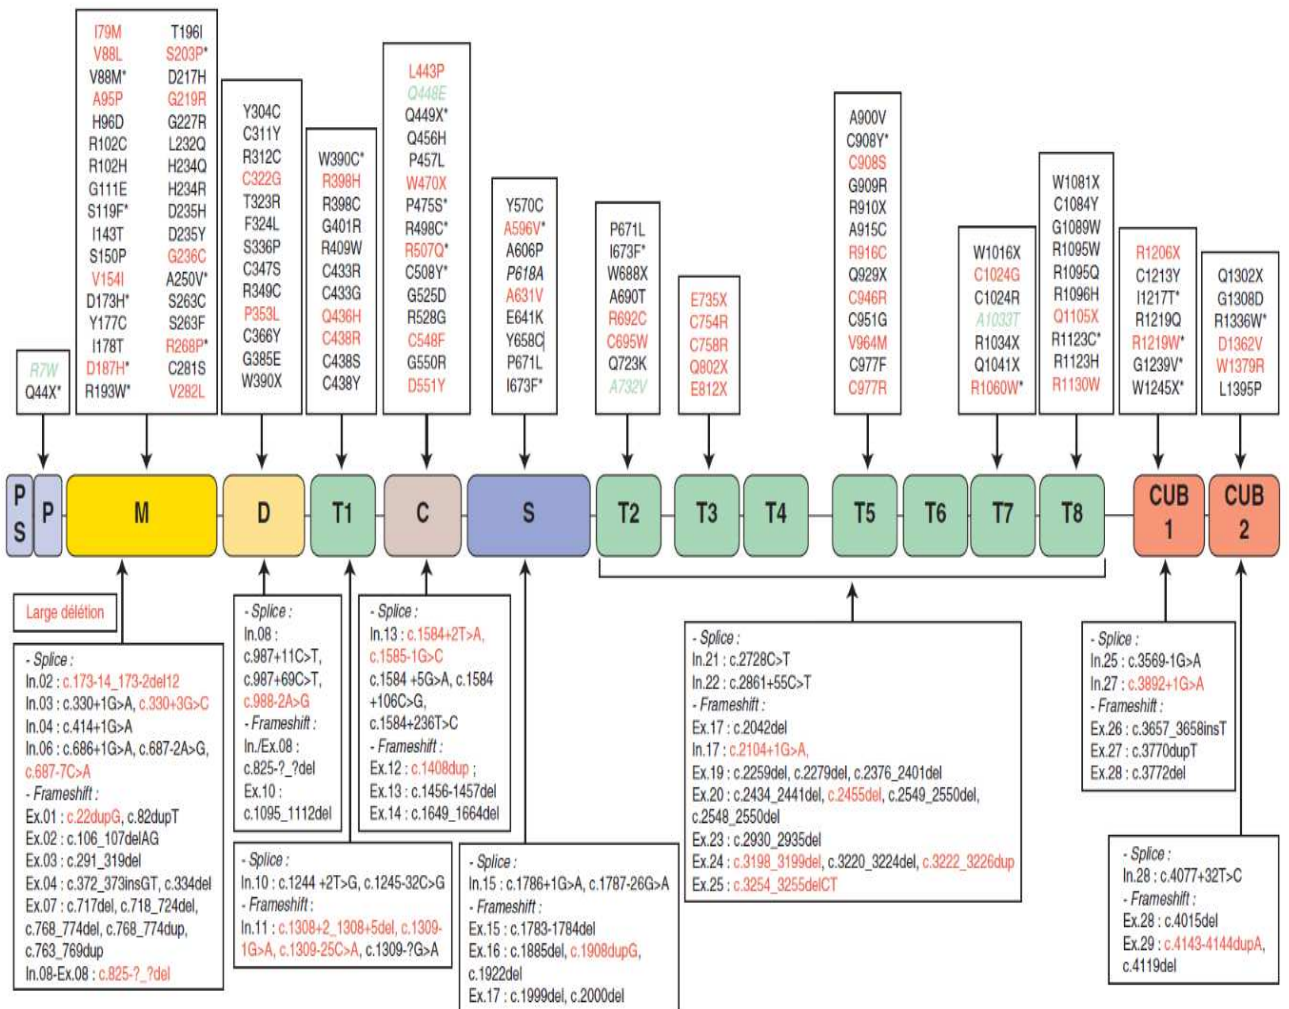 R7W
Q44X*
I79M
V88L
V88M*
A95P
H96D
R102C
R102H
G111E
S119F*
I143T
S150P
V154I
D173H*
Y177C
I178T
D187H*
R193W*
T196I
S203P*
D217H
G219R
G227R
L232Q
H234Q
H234R
D235H
D235Y
G236C
A250V*
S263C
S263F
R268P*
C281S
V282L
Y304C
C311Y
R312C
C322G
T323R
F324L
S336P
C347S
R349C
P353L
C366Y
G385E
W390X
W390C*
R398H
R398C
G401R
R409W
C433R
C433G
Q436H
C438R
C438S
C438Y
L443P
Q448E
Q449X*
Q456H
P457L
W470X
P475S*
R498C*
R507Q*
C508Y*
G525D
R528G
C548F
G550R
D551Y
Y570C
A596V*
A606P
P618A
A631V
E641K
Y658C
P671L
I673F*
P671L
I673F*
W688X
A690T
R692C
C695W
Q723K
A732V
E735X
C754R
C758R
Q802X
E812X
A900V
C908Y*
C908S
G909R
R910X
A915C
R916C
Q929X
C946R
C951G
V964M
C977F
C977R
W1016X
C1024G
C1024R
A1033T
R1034X
Q1041X
R1060W*
W1081X
C1084Y
G1089W
R1095W
R1095Q
R1096H
Q1105X
R1123C*
R1123H
R1130W
R1206X
C1213Y
I1217T*
R1219Q
R1219W*
G1239V*
W1245X*
Q1302X
G1308D
R1336W*
D1362V
W1379R
L1395P
PS
P
M
D
T1
C
S
T2
T3
T4
T5
T6
T7
T8
CUB
1
CUB
2
Large délétion
- Splice :
In.02 : c.173-14_173-2del12
In.03 : c.330+1G>A, c.330+3G>C
In.04 : c.414+1G>A
In.06 : c.686+1G>A, c.687-2A>G,
c.687-7C>A
- Frameshift :
Ex.01 : c.22dupG, c.82dupT
Ex.02 : c.106_107delAG
Ex.03 : c.291_319del
Ex.04 : c.372_373insGT, c.334del
Ex.07 : c.717del, c.718_724del,
c.768_774del, c.768_774dup,
c.763_769dup
In.08-Ex.08 : c.825-?_?del
- Splice :
In.08 :
c.987+11C>T,
c.987+69C>T,
c.988-2A>G
- Frameshift :
In./Ex.08 :
c.825-?_?del
Ex.10 :
c.1095_1112del
- Splice :
In.10 : c.1244 +2T>G, c.1245-32C>G
- Frameshift :
In.11 : c.1308+2_1308+5del, c.1309-
1G>A, c.1309-25C>A, c.1309-?G>A
- Splice :
In.13 : c.1584+2T>A,
c.1585-1G>C
c.1584 +5G>A, c.1584
+106C>G,
c.1584+236T>C
- Frameshift :
Ex.12 : c.1408dup ;
Ex.13 : c.1456-1457del
Ex.14 : c.1649_1664del
- Splice :
In.15 : c.1786+1G>A, c.1787-26G>A
- Frameshift :
Ex.15 : c.1783-1784del
Ex.16 : c.1885del, c.1908dupG,
c.1922del
Ex.17 : c.1999del, c.2000del
- Splice :
In.21 : c.2728C>T
In.22 : c.2861+55C>T
- Frameshift :
Ex.17 : c.2042del
In.17 : c.2104+1G>A,
Ex.19 : c.2259del, c.2279del, c.2376_2401del
Ex.20 : c.2434_2441del, c.2455del, c.2549_2550del,
c.2548_2550del
Ex.23 : c.2930_2935del
Ex.24 : c.3198_3199del, c.3220_3224del, c.3222_3226dup
Ex.25 : c.3254_3255delCT
- Splice :
In.25 : c.3569-1G>A
In.27 : c.3892+1G>A
Ex.26 : c.3657_3658insT
Ex.27 : c.3770dupT
Ex.28 : c.3772del
- Splice :
In.28 : c.4077+32T>C
- Frameshift :
Ex.28 : c.4015del
Ex.29 : c.4143-4144dupA,
c.4119del